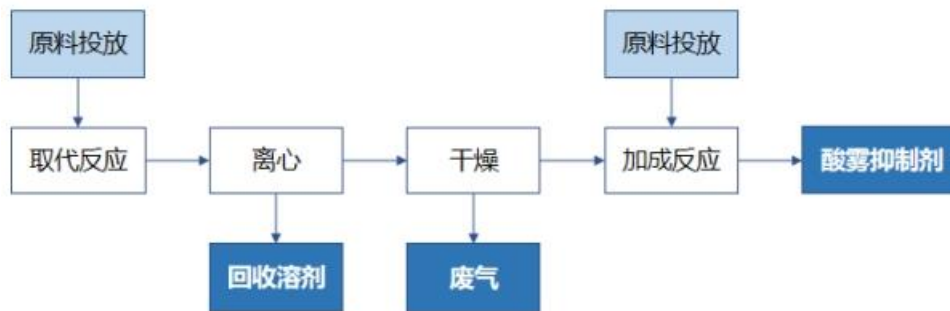 原料投放
原料投放
取代反应
离心
干燥
加成反应
酸雾抑制剂
回收溶剂
废气